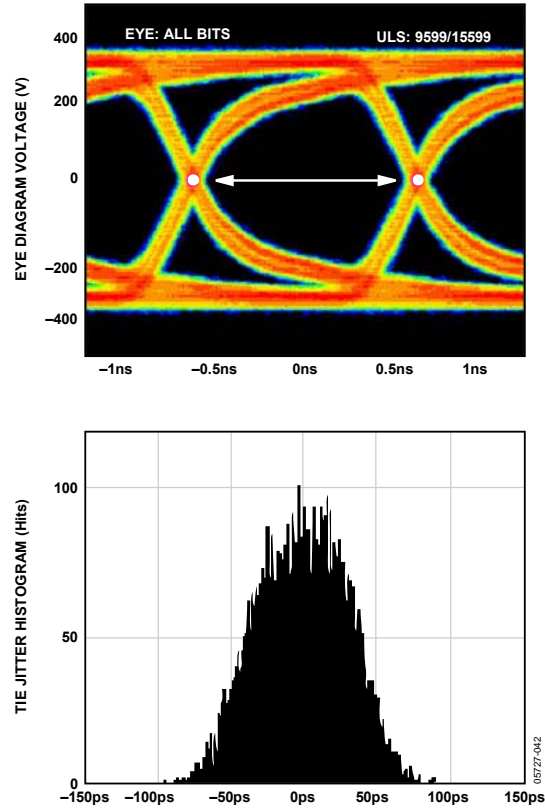 EYE: ALL BITS
ULS: 9599/15599
EYE DIAGRAM VOLTAGE (V)
400
200
0
–200
–400
–1ns
–0.5ns
0ns
0.5ns
1ns
TIE JITTER HISTOGRAM (Hits)
100
50
0
–150ps
–100ps
–50ps
0ps
50ps
100ps
150ps
05727-042